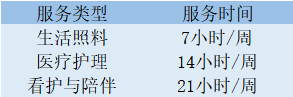 服务类型 服务时间
生活照料 7小时/周
医疗护理 14小时/周
看护与陪伴 21小时/周